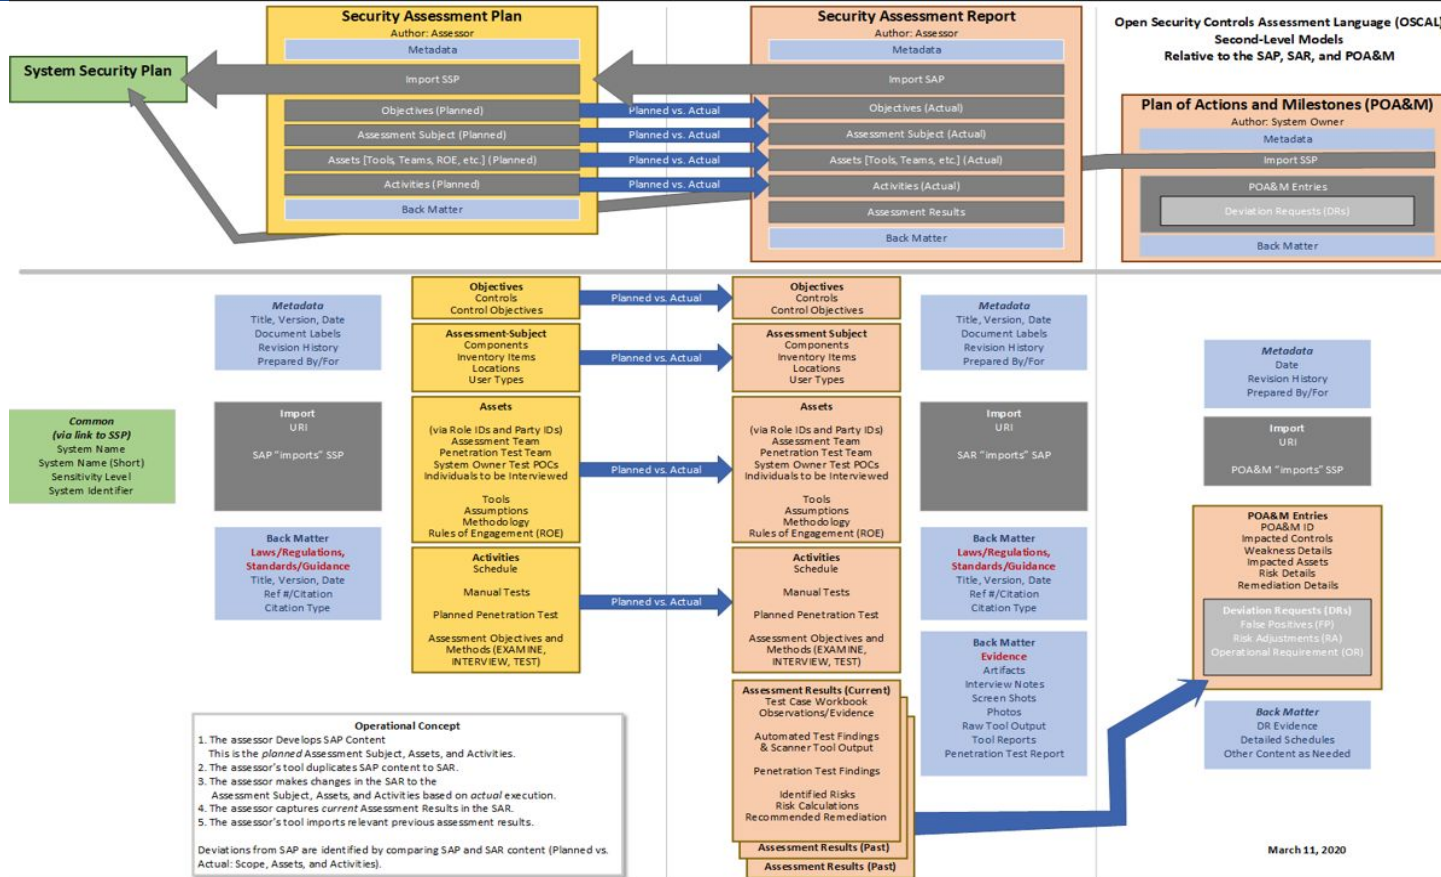 Security Assessment Plan
Author: Assessor
Metadata
Import SSP
Objectives (Planned)
Assessment Subject (Planned)
Assets [Tools, Teams, ROE, etc.] (Planned)
Activities (Planned)
Back Matter
System Security Plan
Planned vs. Actual
Planned vs. Actual
Planned vs. Actual
Planned vs. Actual
Security Assessment Report
Author: Assessor
Metadata
Import SAP
Objectives (Actual)
Assessment Subject (Actual)
Assets [Tools, Teams, etc.] (Actual)
Activities (Actual)
Assessment Results
Back Matter
Open Security Controls Assessment Language (OSCAL)
Second-Level Models
Relative to the SAP, SAR, and POA&M
Plan of Actions and Milestones (POA&M)
Author: System Owner
Metadata
Import SSP
POA&M Entries
Deviation Requests (DRs)
Back Matter
Common
(via link to SSP)
System Name
System Name (Short)
Sensitivity Level
System Identifier
Metadata
Title, Version, Date
Document Labels
Revision History
Prepared By/For
Import
URI
SAP "imports" SSP
Back Matter
Laws/Regulations,
Standards/Guidance
Title, Version, Date
Ref #/Citation
Citation Type
Objectives
Controls
Control Objectives
Assessment-Subject
Components
Inventory Items
Locations
User Types
Assets
(via Role IDs and Party IDs)
Assessment Team
Penetration Test Team
System Owner Test POCs
Individuals to be Interviewed
Tools
Assumptions
Methodology
Rules of Engagement (ROE)
Activities
Schedule
Manual Tests
Planned Penetration Test
Assessment Objectives and
Methods (EXAMINE,
INTERVIEW, TEST)
Planned vs. Actual
Planned vs. Actual
Planned vs. Actual
Planned vs. Actual
Objectives
Controls
Control Objectives
Assessment Subject
Components
Inventory Items
Locations
User Types
Assets
(via Role IDs and Party IDs)
Assessment Team
Penetration Test Team
System Owner Test POCs
Individuals to be Interviewed
Tools
Assumptions
Methodology
Rules of Engagement (ROE)
Activities
Schedule
Manual Tests
Planned Penetration Test
Assessment Objectives and
Methods (EXAMINE,
INTERVIEW, TEST)
Assessment Results (Current)
Test Case Workbook
Observations/Evidence
Automated Test Findings
& Scanner Tool Output
Penetration Test Findings
Identified Risks
Risk Calculations
Recommended Remediation
Assessment Results (Past)
Assessment Results (Past)
Metadata
Title, Version, Date
Document Labels
Revision History
Prepared By/For
Import
URI
SAR "imports" SAP
Back Matter
Laws/Regulations,
Standards/Guidance
Title, Version, Date
Ref #/Citation
Citation Type
Back Matter
Evidence
Artifacts
Interview Notes
Screen Shots
Photos
Raw Tool Output
Tool Reports
Penetration Test Report
Metadata
Date
Revision History
Prepared By/For
Import
URI
POA&M "imports" SSP
POA&M Entries
POA&M ID
Impacted Controls
Weakness Details
Impacted Assets
Risk Details
Remediation Details
Deviation Requests (DRs)
False Positives (FP)
Risk Adjustments (RA)
Operational Requirement (OR)
Back Matter
DR Evidence
Detailed Schedules
Other Content as Needed
Operational Concept
1. The assessor Develops SAP Content
This is the planned Assessment Subject, Assets, and Activities.
2. The assessor's tool duplicates SAP content to SAR.
3. The assessor makes changes in the SAR to the
Assessment Subject, Assets, and Activities based on actual execution.
4. The assessor captures current Assessment Results in the SAR.
5. The assessor's tool imports relevant previous assessment results.
Deviations from SAP are identified by comparing SAP and SAR content (Planned vs.
Actual: Scope, Assets, and Activities).
March 11, 2020